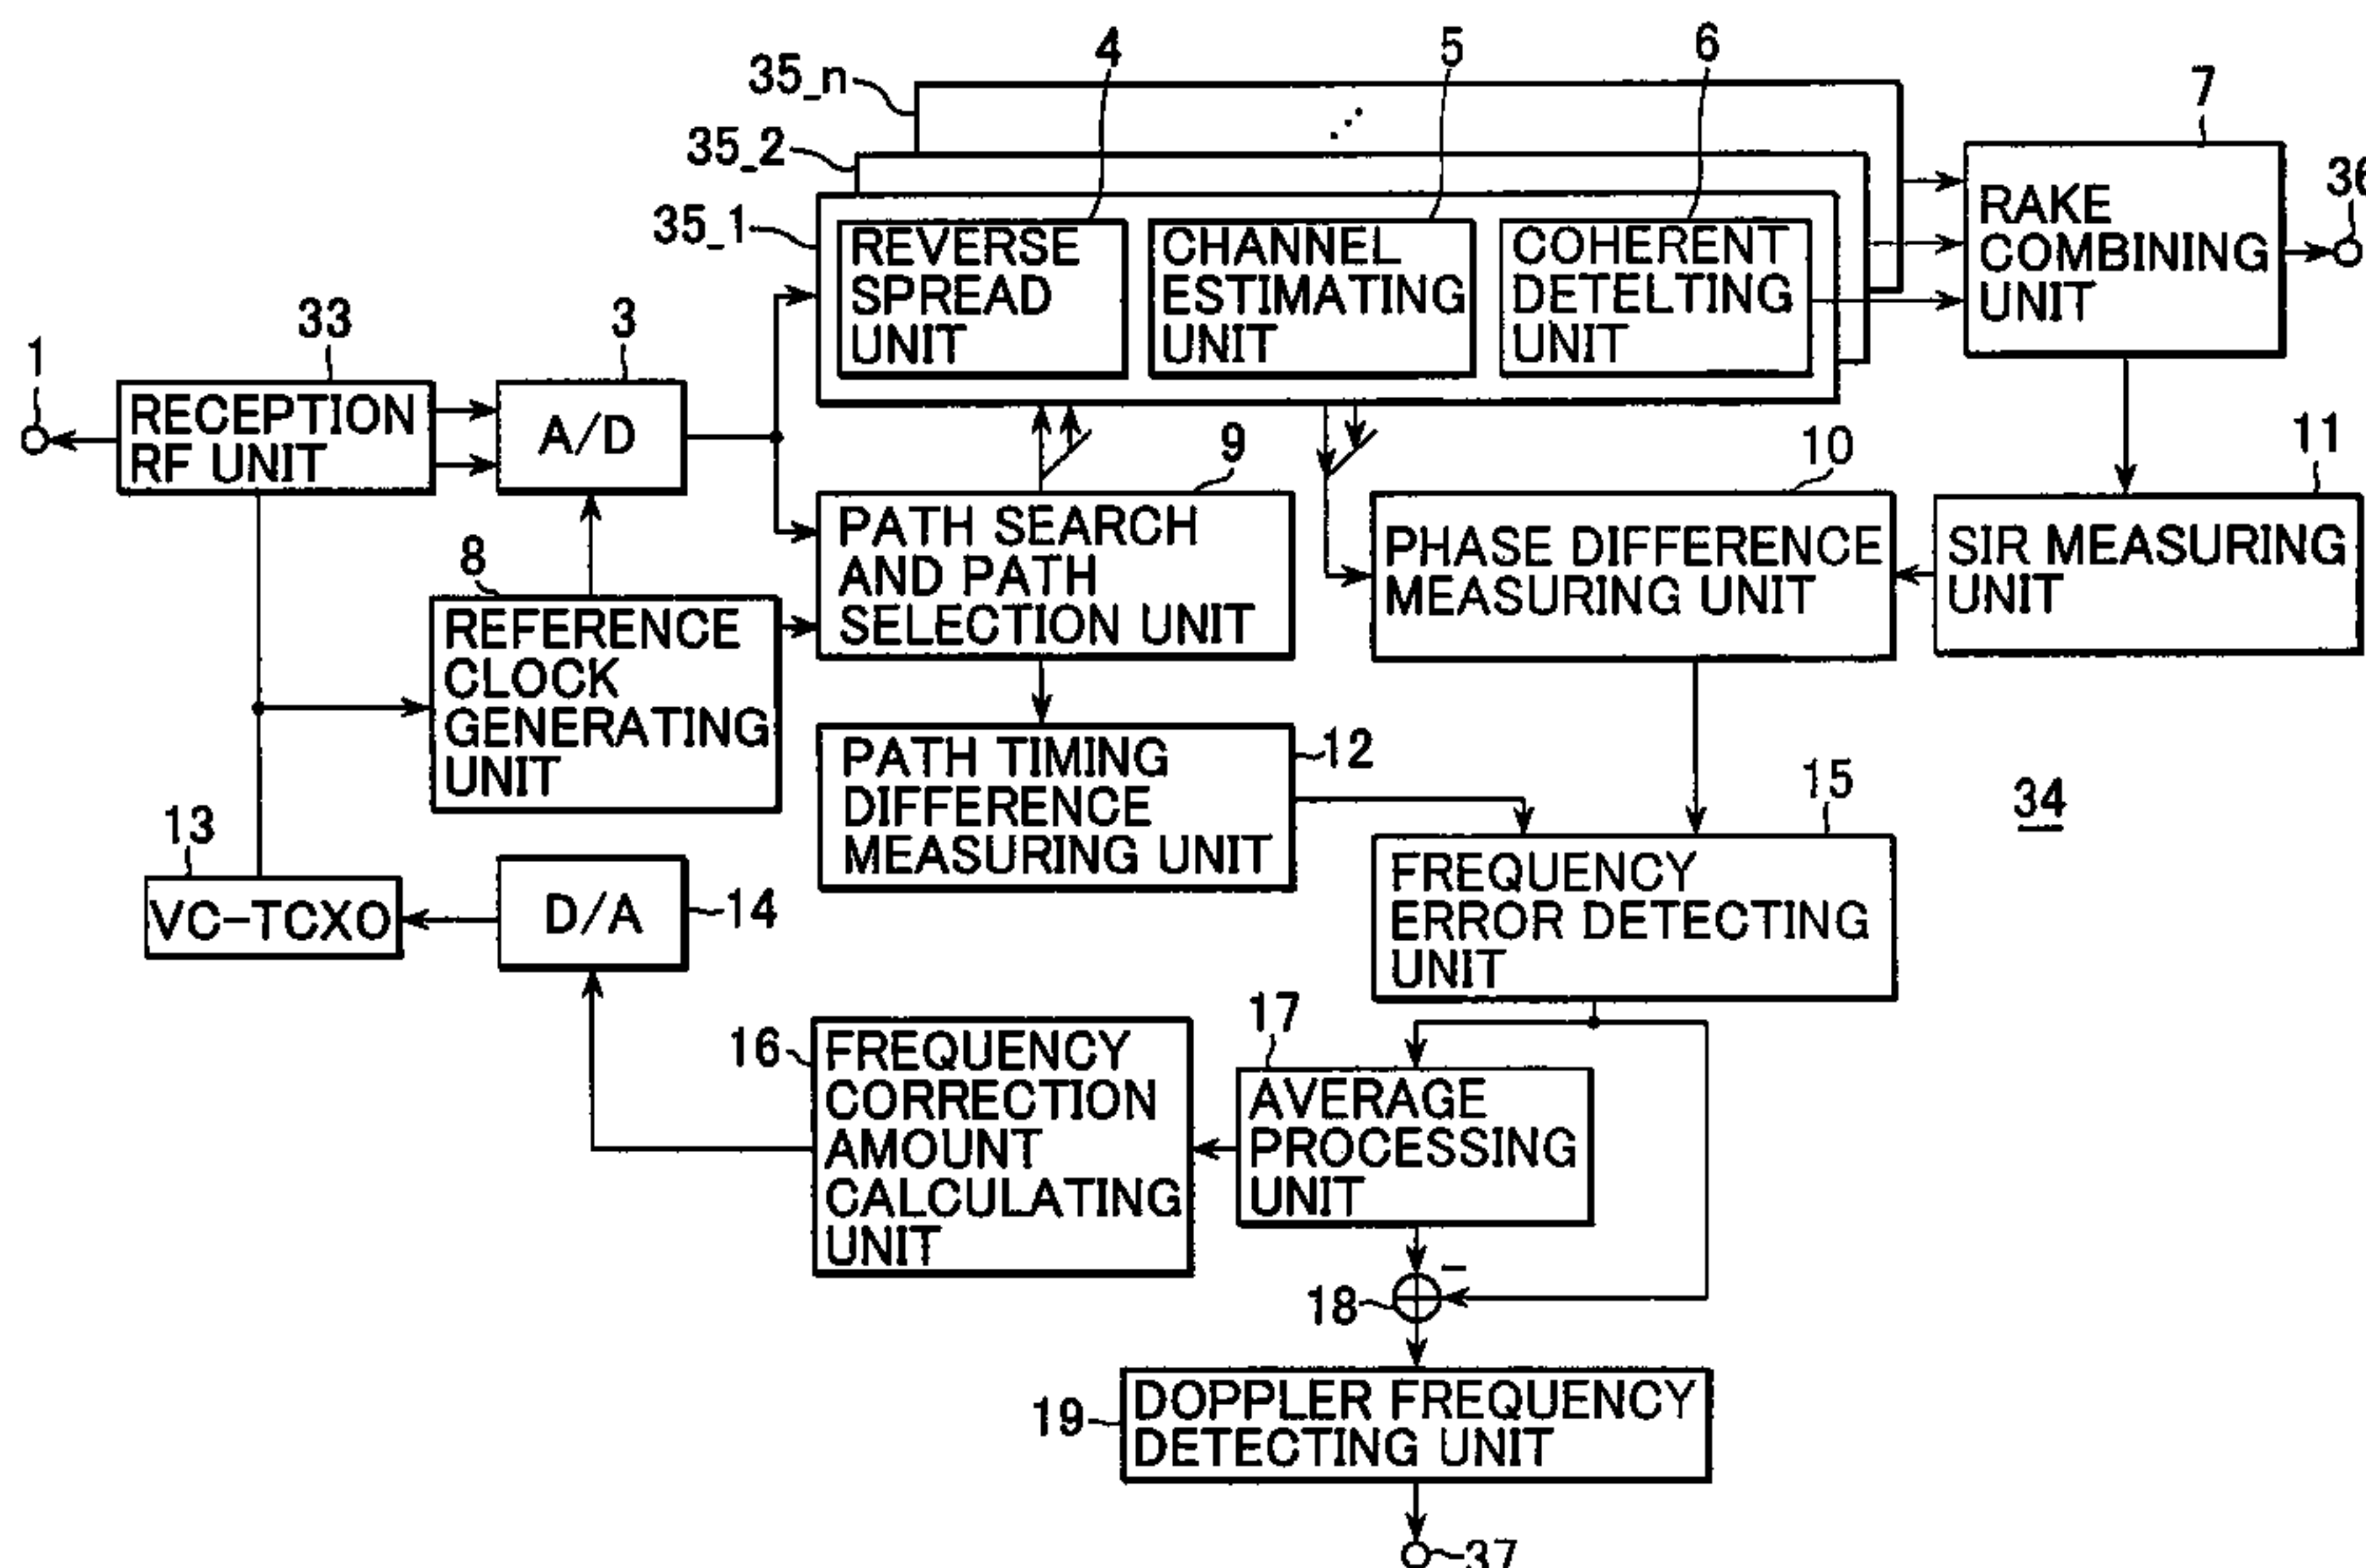 35_n
4
5
6
7
35_2
36
35_1
REVERSE
SPREAD
UNIT
CHANNEL
ESTIMATING
UNIT
COHERENT
DETELTING
UNIT
RAKE
COMBINING
UNIT
1
33
3
RECEPTION
RF UNIT
A/D
9
10
11
8
PATH SEARCH
AND PATH
SELECTION UNIT
PHASE DIFFERENCE
MEASURING UNIT
SIR MEASURING
UNIT
REFERENCE
CLOCK
GENERATING
UNIT
12
PATH TIMING
DIFFERENCE
MEASURING UNIT
15
34
13
VC-TCXO
D/A
14
FREQUENCY
ERROR DETECTING
UNIT
16
FREQUENCY
CORRECTION
AMOUNT
CALCULATING
UNIT
17
AVERAGE
PROCESSING
UNIT
-
18
19
DOPPLER FREQUENCY
DETECTING UNIT
37